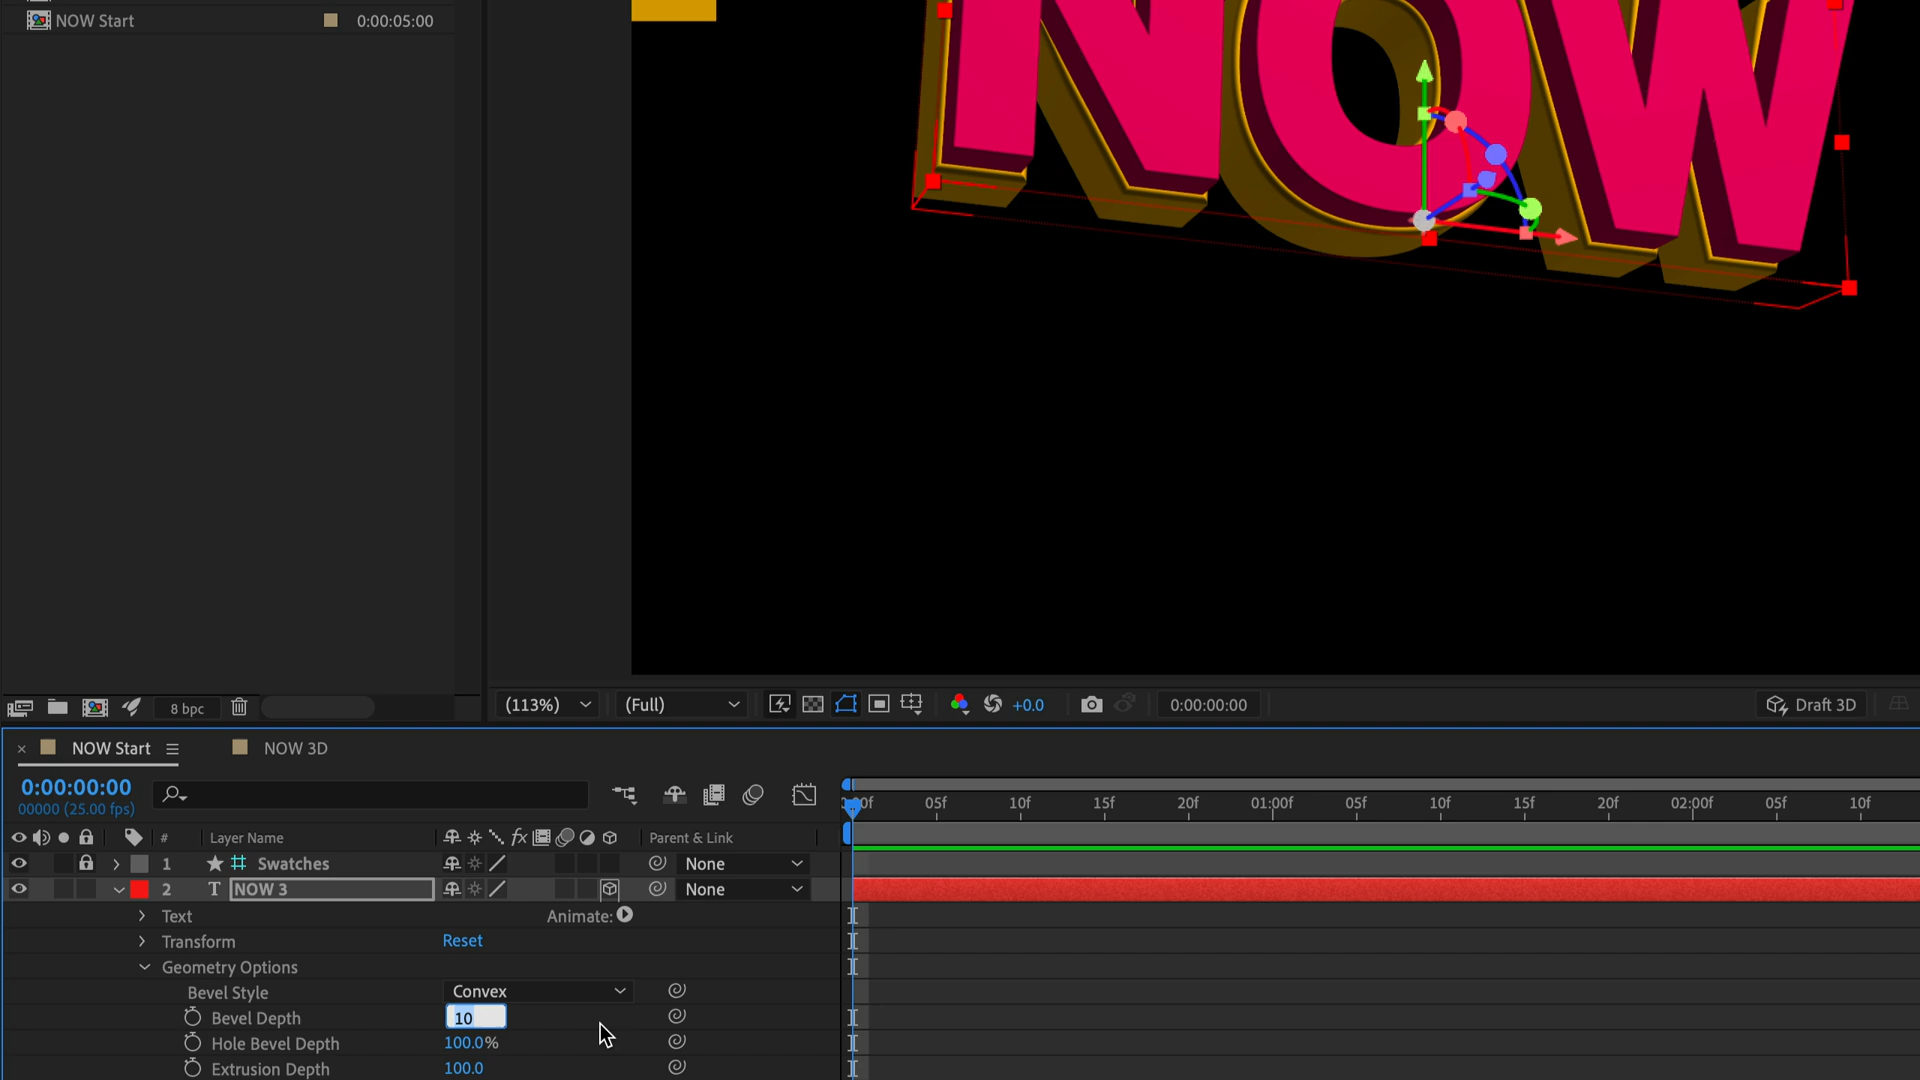 NOW Start 0:00:05:00
NOW
8 bpc
(113%) (Full) +0.0 0:00:00:00 Draft 3D
× NOW Start NOW 3D
0:00:00:00
00000 (25.00 fps)
05f 10f 15f 20f 01:00f 05f 10f 15f 20f 02:00f 05f 10f
# Layer Name fx Parent & Link
1 Swatches None
2 T NOW 3 None
Text Animate:
Transform Reset
Geometry Options
Bevel Style Convex
Bevel Depth 10
Hole Bevel Depth 100.0%
Extrusion Depth 100.0